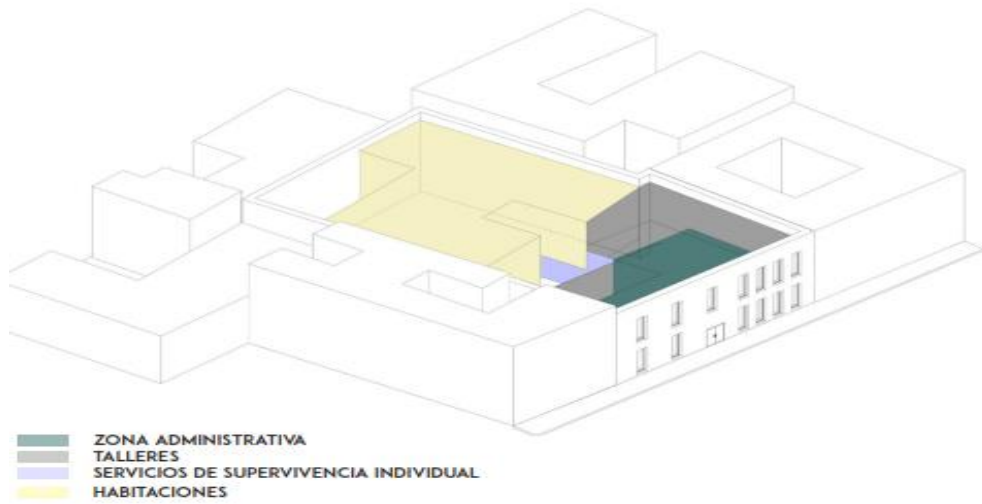 ZONA ADMINISTRATIVA
TALLERES
SERVICIOS DE SUPERVIVENCIA INDIVIDUAL
HABITACIONES